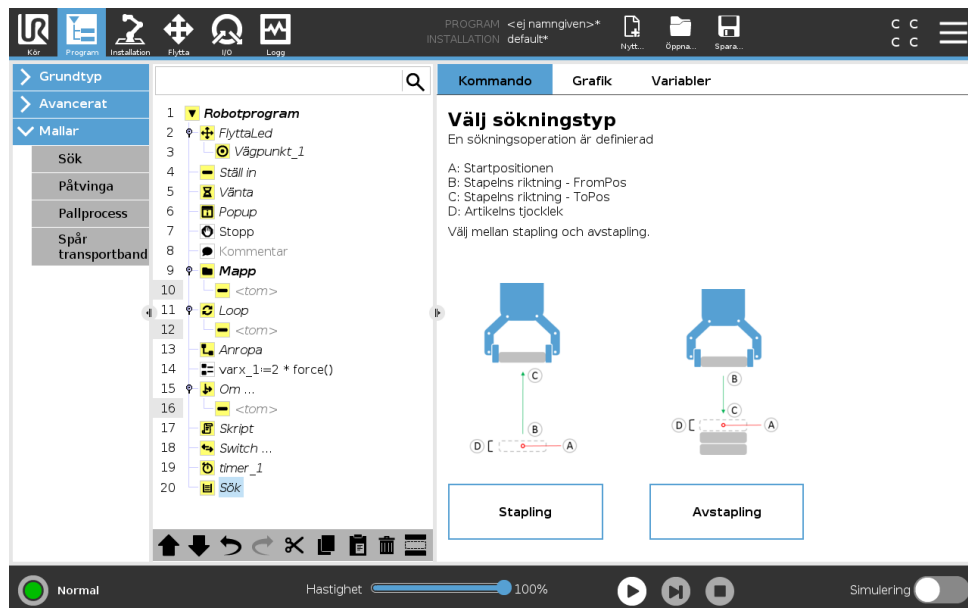 PROGRAM <ej namngiven>*
INSTALLATION default*
Kör
Program
Installation
Flytta
I/O
Logg
Nytt...
Öppna...
Spara...
C C
C C
Grundtyp
Avancerat
Mallar
Sök
Påtvinga
Pallprocess
Spår
transportband
1 Robotprogram
2 FlyttaLed
3 Vägpunkt_1
4 Ställ in
5 Vänta
6 Popup
7 Stopp
8 Kommentar
9 Mapp
10 <tom>
11 Loop
12 <tom>
13 Anropa
14 varx_1≔2 * force()
15 Om ...
16 <tom>
17 Skript
18 Switch ...
19 timer_1
20 Sök
Kommando
Grafik
Variabler
Välj sökningstyp
En sökningsoperation är definierad
A: Startpositionen
B: Stapelns riktning - FromPos
C: Stapelns riktning - ToPos
D: Artikelns tjocklek
Välj mellan stapling och avstapling.
C
B
D
A
B
C
D
A
Stapling
Avstapling
Normal
Hastighet
100%
Simulering